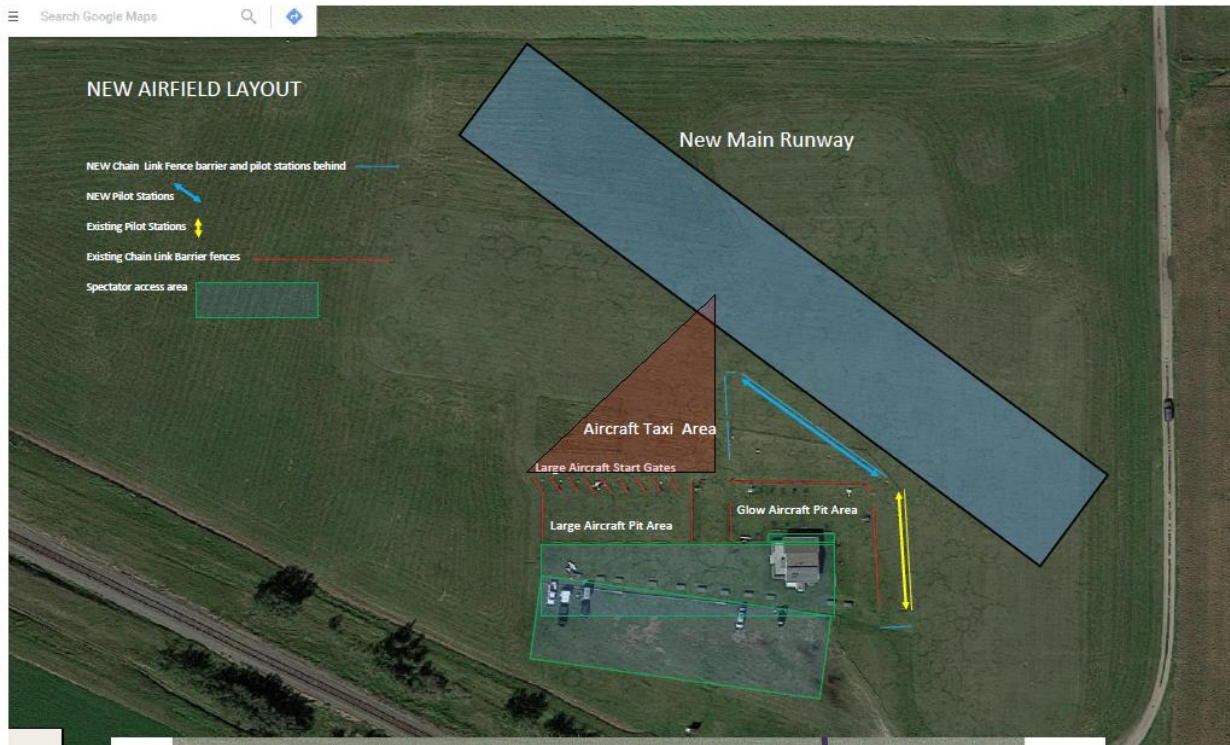 Search Google Maps
NEW AIRFIELD LAYOUT
New Main Runway
NEW Chain Link Fence barrier and pilot stations behind
NEW Pilot Stations
Existing Pilot Stations
Existing Chain Link Barrier fences
Spectator access area
Aircraft Taxi Area
Large Aircraft Start Gates
Large Aircraft Pit Area
Glow Aircraft Pit Area